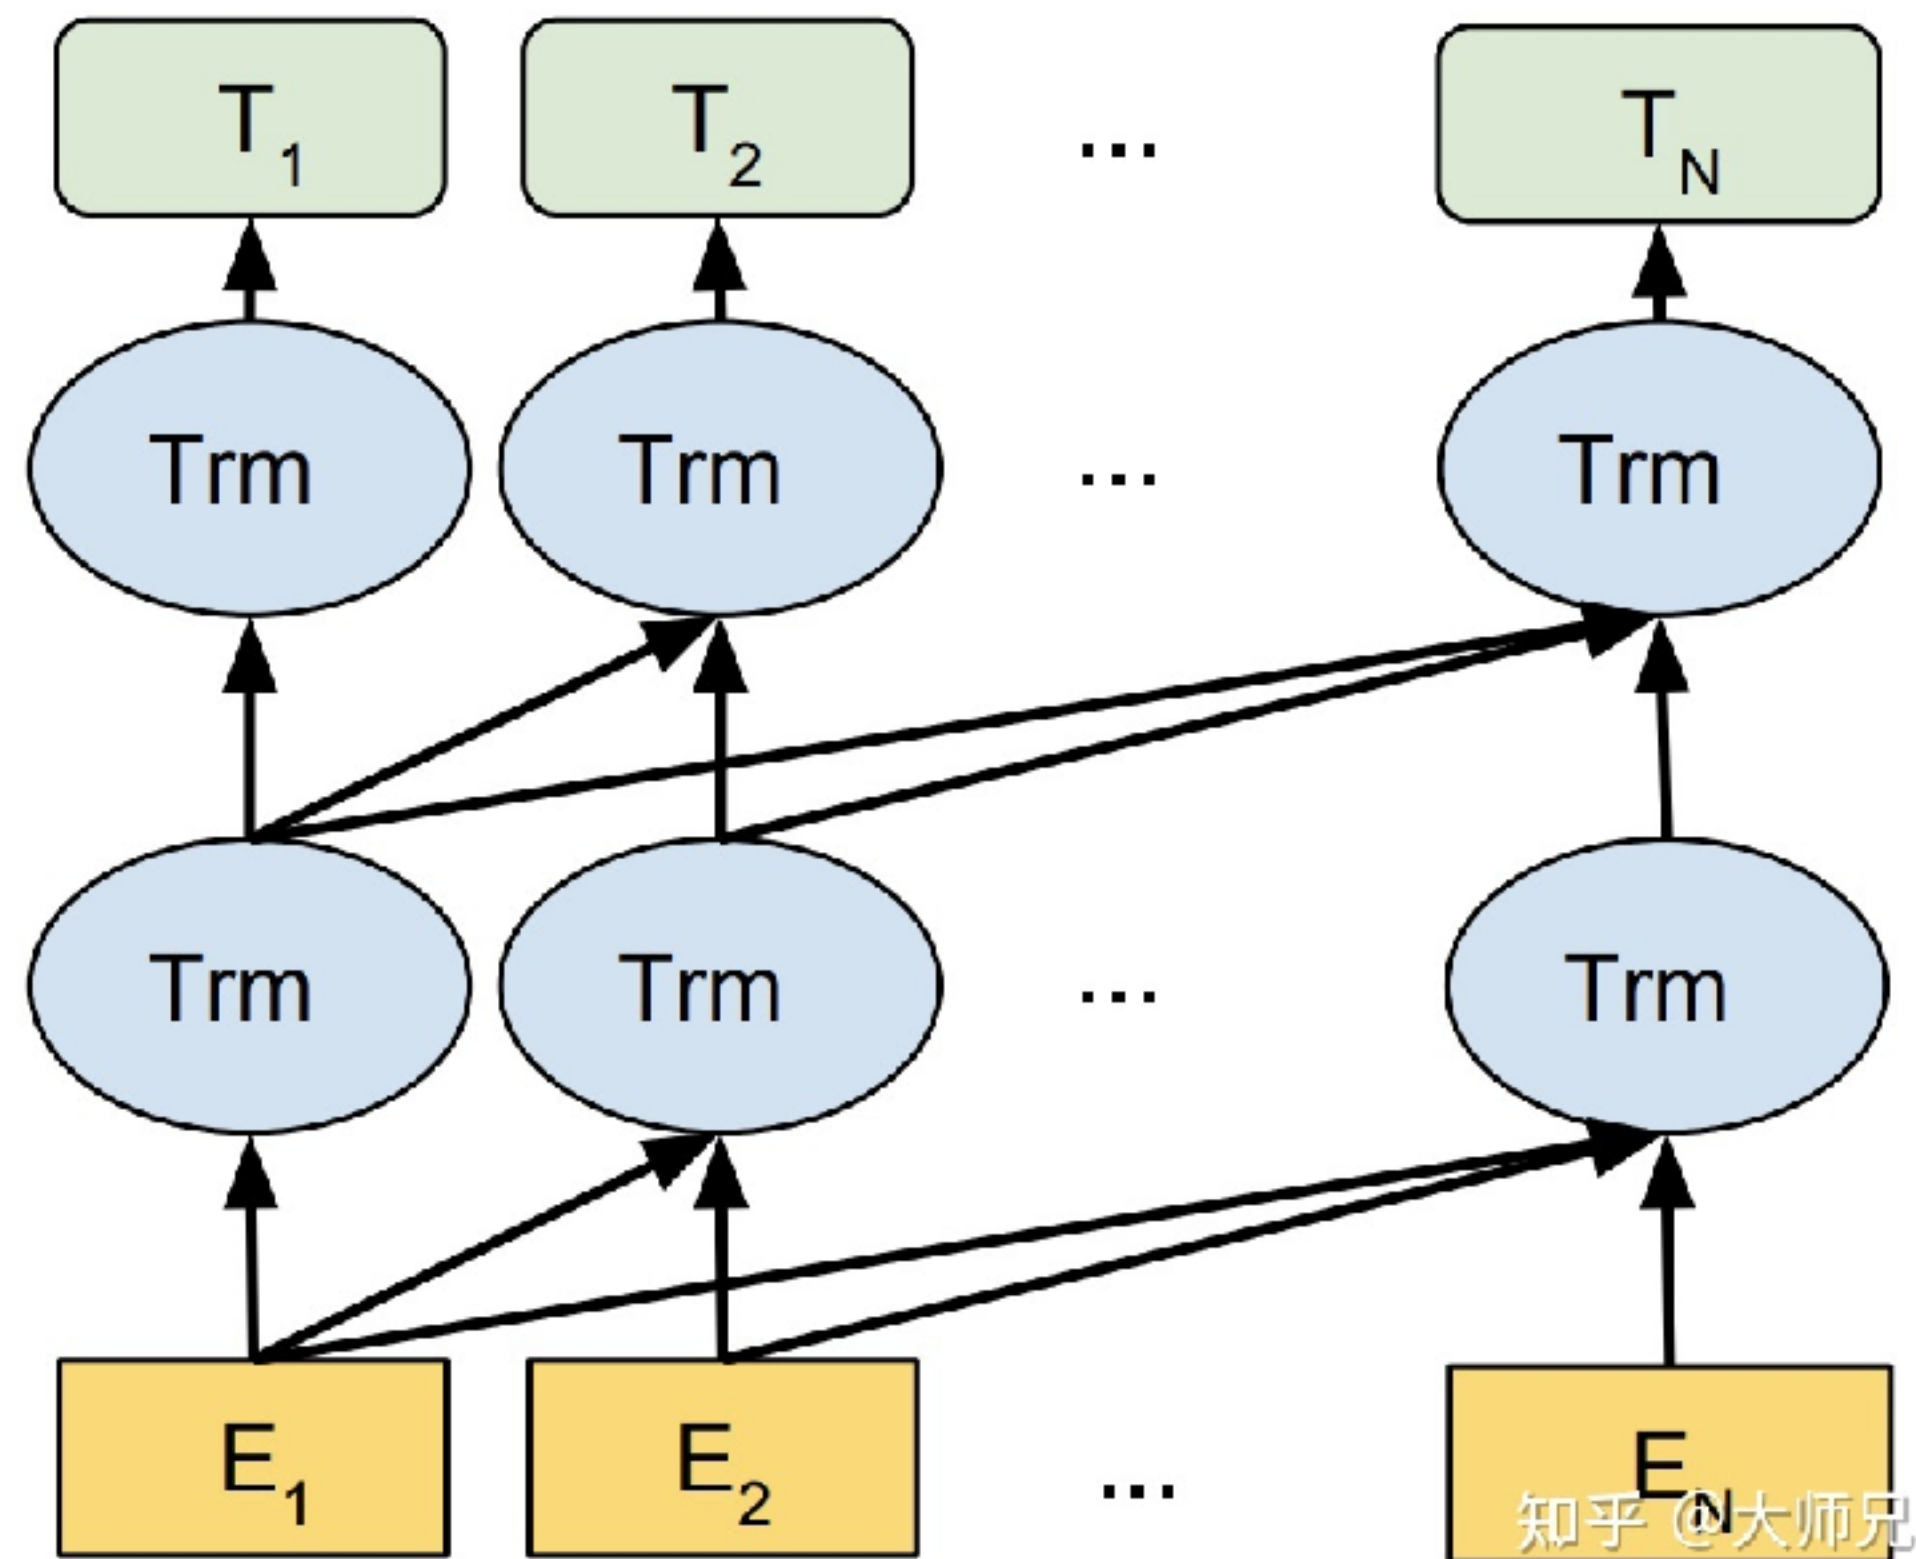 T1 T2 ... TN
Trm Trm ... Trm
Trm Trm ... Trm
E1 E2 ... EN
知乎 @大师兄